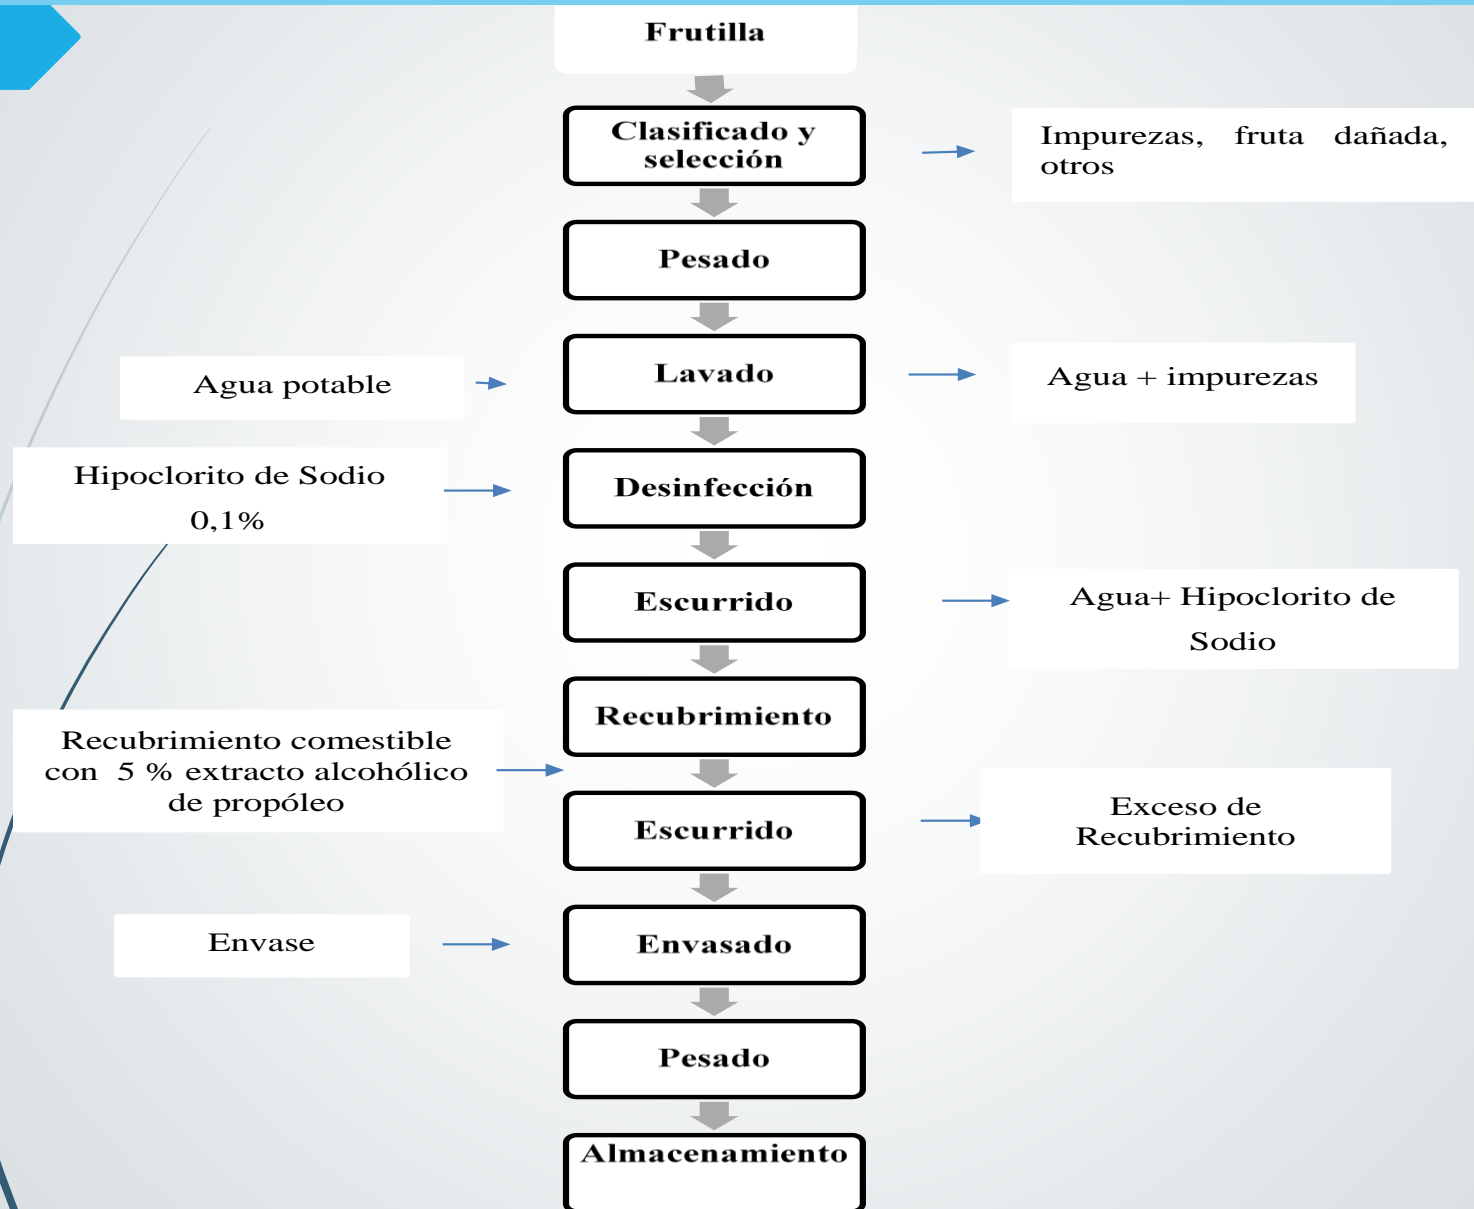 Frutilla
Clasificado y
selección
Impurezas, fruta dañada,
otros
Pesado
Lavado
Agua potable
Agua + impurezas
Hipoclorito de Sodio
0,1%
Desinfección
Escurrido
Agua+ Hipoclorito de
Sodio
Recubrimiento
Recubrimiento comestible
con 5 % extracto alcohólico
de propóleo
Escurrido
Exceso de
Recubrimiento
Envase
Envasado
Pesado
Almacenamiento